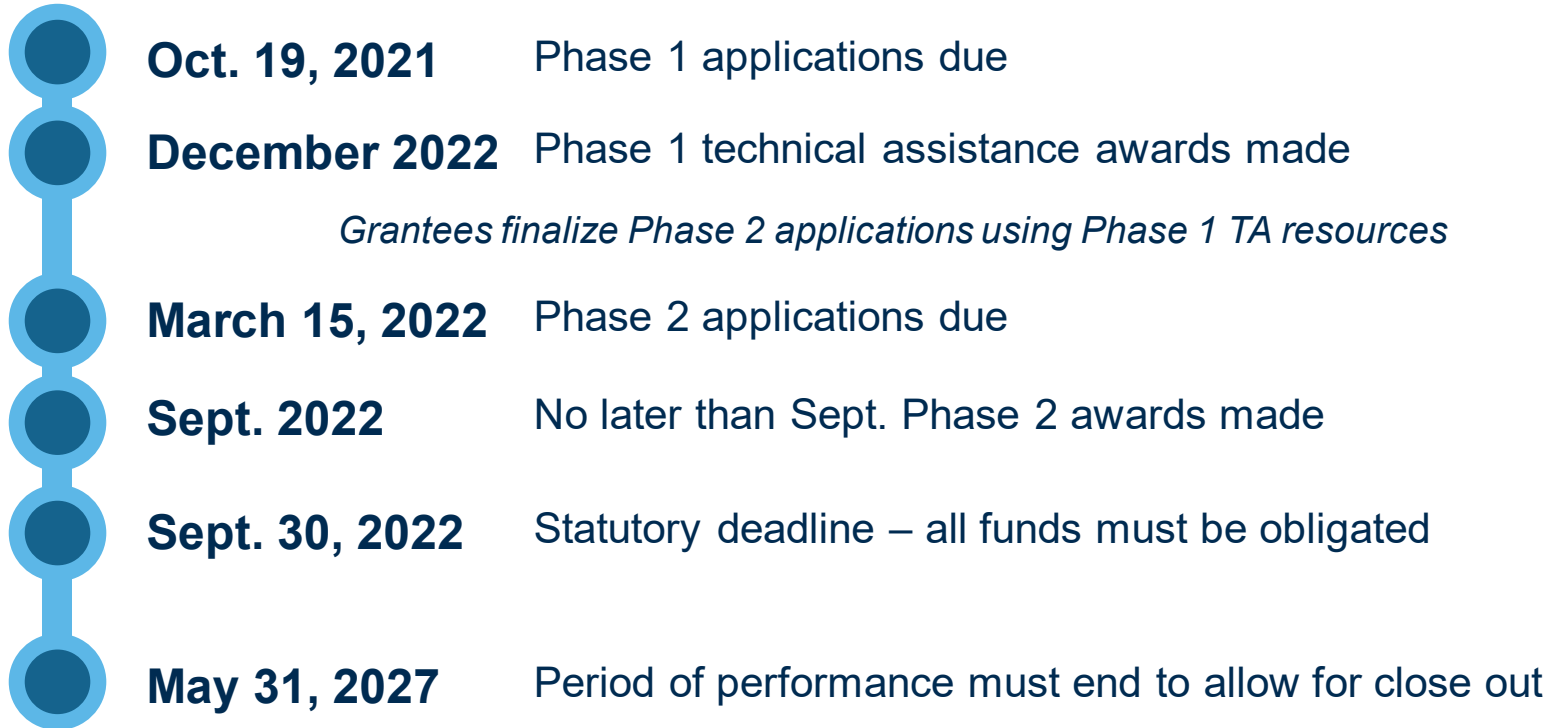 Oct. 19, 2021 Phase 1 applications due
December 2022 Phase 1 technical assistance awards made
Grantees finalize Phase 2 applications using Phase 1 TA resources
March 15, 2022 Phase 2 applications due
Sept. 2022 No later than Sept. Phase 2 awards made
Sept. 30, 2022 Statutory deadline – all funds must be obligated
May 31, 2027 Period of performance must end to allow for close out